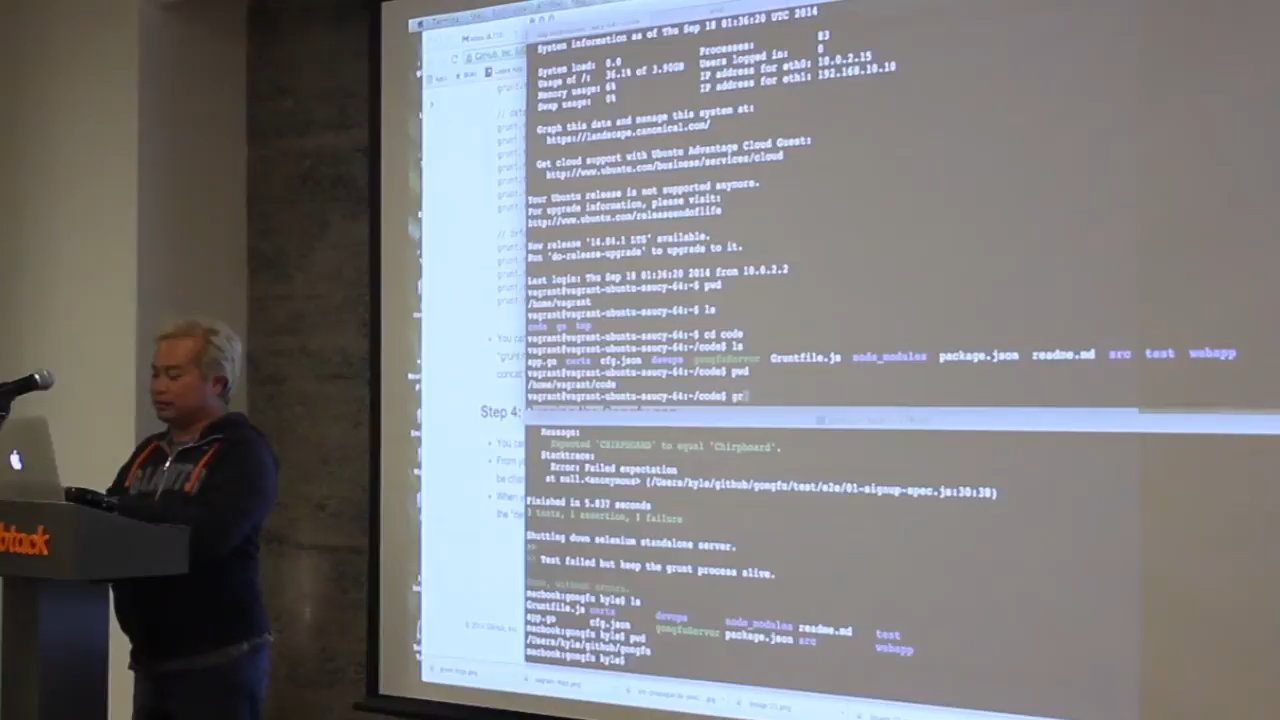 System information as of Thu Sep 18 01:36:20 UTC 2014
System load: 0.0 Processes: 83
Usage of /: 36.1% of 3.90GB Users logged in: 0
Memory usage: 6% IP address for eth0: 10.0.2.15
Swap usage: 0% IP address for eth1: 192.168.10.10
Graph this data and manage this system at:
https://landscape.canonical.com/
Get cloud support with Ubuntu Advantage Cloud Guest:
http://www.ubuntu.com/business/services/cloud
Your Ubuntu release is not supported anymore.
For upgrade information, please visit:
http://www.ubuntu.com/releaseendoflife
New release '14.04.1 LTS' available.
Run 'do-release-upgrade' to upgrade to it.
Last login: Thu Sep 18 01:36:20 2014 from 10.0.2.2
vagrant@vagrant-ubuntu-saucy-64:~$ pwd
/home/vagrant
vagrant@vagrant-ubuntu-saucy-64:~$ ls
code go tmp
vagrant@vagrant-ubuntu-saucy-64:~$ cd code
vagrant@vagrant-ubuntu-saucy-64:~/code$ ls
app.go certs cfg.json devops gongfuServer Gruntfile.js node_modules package.json readme.md src test webapp
vagrant@vagrant-ubuntu-saucy-64:~/code$ pwd
/home/vagrant/code
vagrant@vagrant-ubuntu-saucy-64:~/code$ gr
Step 4:
Message:
Expected 'CHIRPBOARD' to equal 'Chirpboard'.
Stacktrace:
Error: Failed expectation
at null.<anonymous> (/Users/kyle/github/gongfu/test/e2e/01-signup-spec.js:30:38)
Finished in 5.837 seconds
3 tests, 1 assertion, 1 failure
Shutting down selenium standalone server.
>>
>> Test failed but keep the grunt process alive.
Done, without errors.
macbook:gongfu kyle$ ls
Gruntfile.js certs devops node_modules readme.md test
app.go cfg.json gongfuServer package.json src webapp
macbook:gongfu kyle$ pwd
/Users/kyle/github/gongfu
macbook:gongfu kyle$
GIANTS
btack